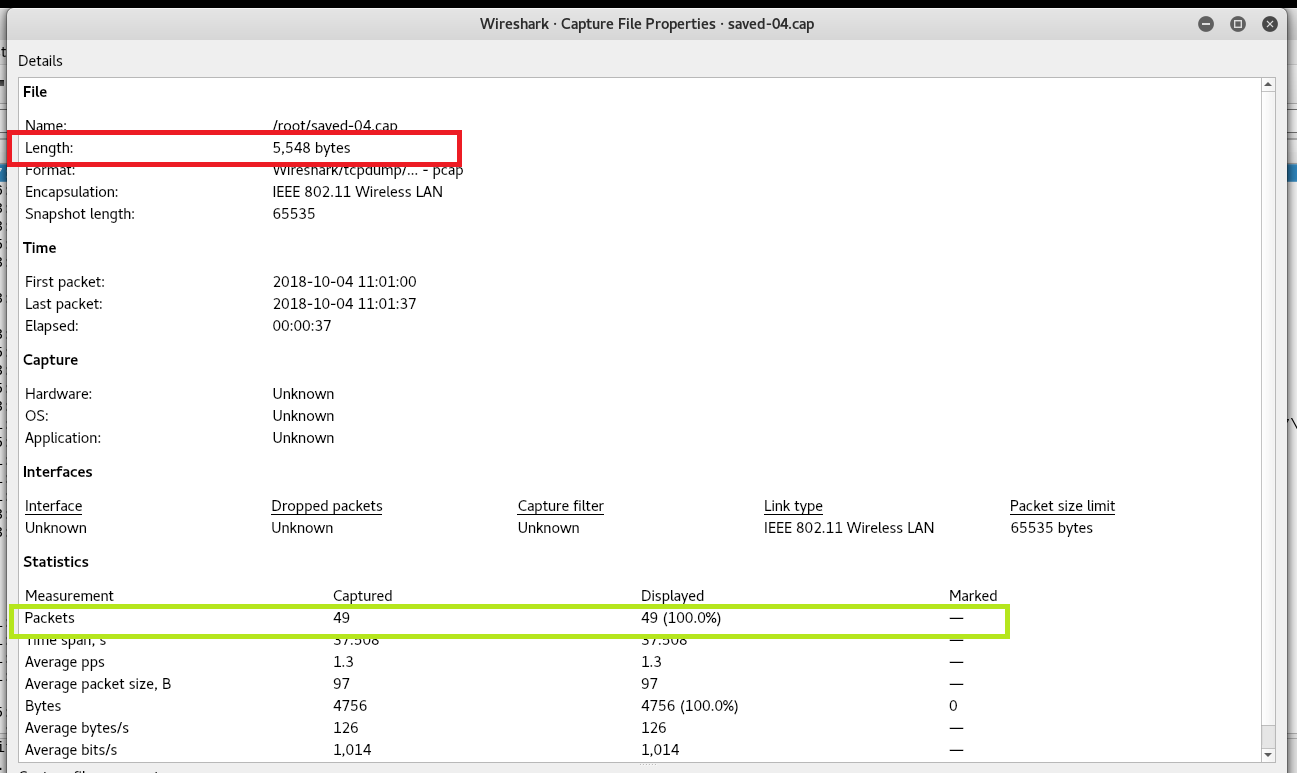 Wireshark · Capture File Properties · saved-04.cap
Details
File
Name: /root/saved-04.cap
Length: 5,548 bytes
Format: Wireshark/tcpdump/... - pcap
Encapsulation: IEEE 802.11 Wireless LAN
Snapshot length: 65535
Time
First packet: 2018-10-04 11:01:00
Last packet: 2018-10-04 11:01:37
Elapsed: 00:00:37
Capture
Hardware: Unknown
OS: Unknown
Application: Unknown
Interfaces
Interface Dropped packets Capture filter Link type Packet size limit
Unknown Unknown Unknown IEEE 802.11 Wireless LAN 65535 bytes
Statistics
Measurement Captured Displayed Marked
Packets 49 49 (100.0%) —
Time span, s 37.508 37.508 —
Average pps 1.3 1.3 —
Average packet size, B 97 97 —
Bytes 4756 4756 (100.0%) 0
Average bytes/s 126 126 —
Average bits/s 1,014 1,014 —